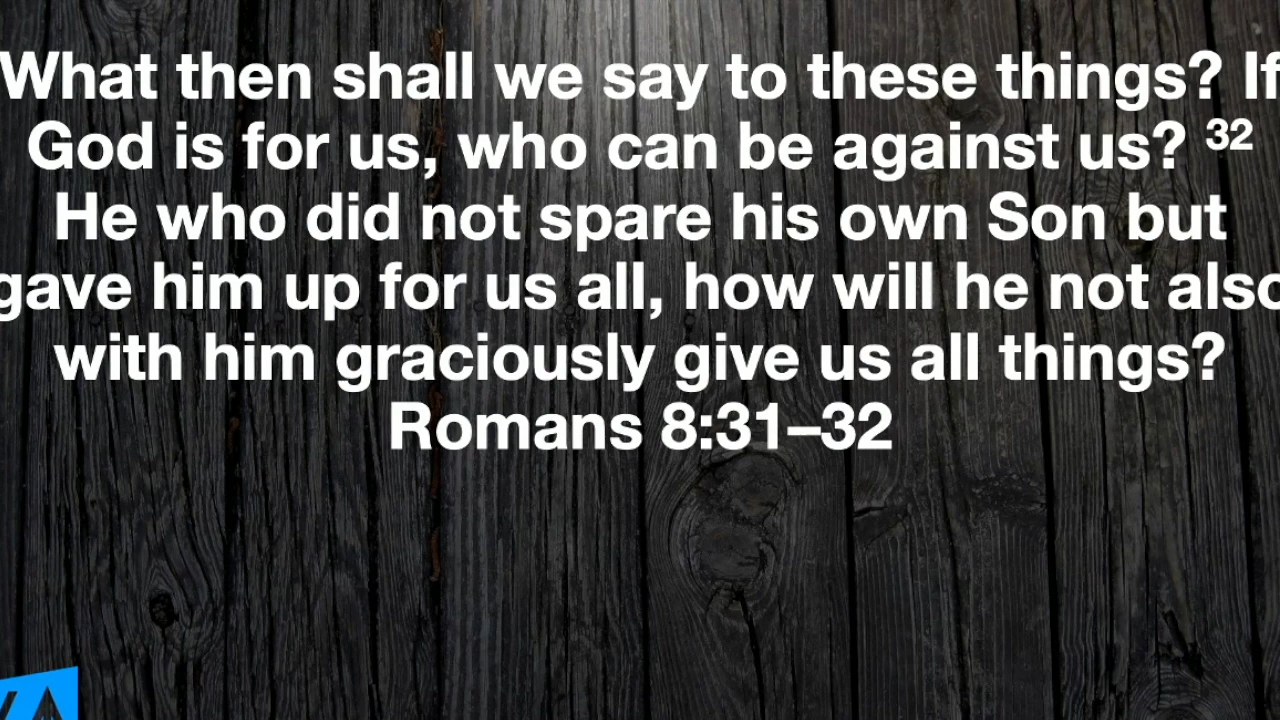 What then shall we say to these things? If
God is for us, who can be against us? 32
He who did not spare his own Son but
gave him up for us all, how will he not also
with him graciously give us all things?
Romans 8:31–32